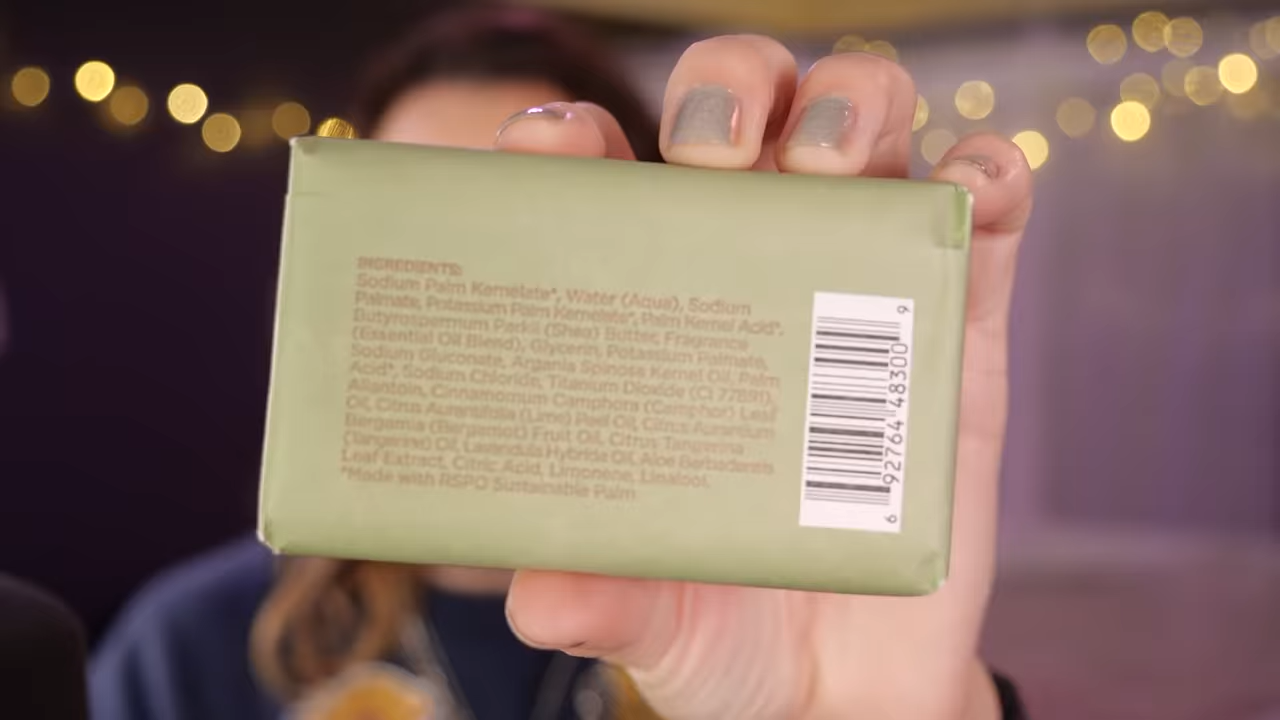 INGREDIENTS:
Sodium Palm Kernelate*, Water (Aqua), Sodium
Palmate, Potassium Palm Kernelate*, Palm Kernel Acid*,
Butyrospermum Parkii (Shea) Butter, Fragrance
(Essential Oil Blend), Glycerin, Potassium Palmate,
Sodium Gluconate, Argania Spinosa Kernel Oil, Palm
Acid*, Sodium Chloride, Titanium Dioxide (CI 77891),
Allantoin, Cinnamomum Camphora (Camphor) Leaf
Oil, Citrus Aurantifolia (Lime) Peel Oil, Citrus Aurantium
Bergamia (Bergamot) Fruit Oil, Citrus Tangerina
(Tangerine) Oil, Lavandula Hybrida Oil, Aloe Barbadensis
Leaf Extract, Citric Acid, Limonene, Linalool.
*Made with RSPO Sustainable Palm
6 92764 48300 9